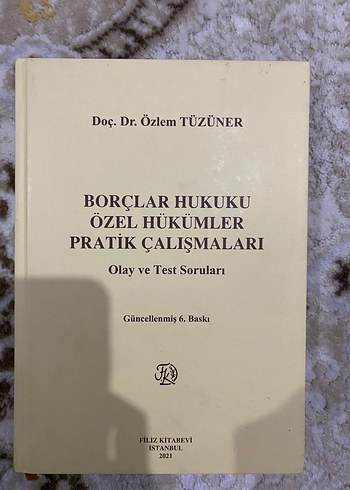 Doç. Dr. Özlem TÜZÜNER
BORÇLAR HUKUKU
ÖZEL HÜKÜMLER
PRATİK ÇALIŞMALARI
Olay ve Test Soruları
Güncellenmiş 6. Baskı
FİLİZ KİTABEVİ
İSTANBUL
2021